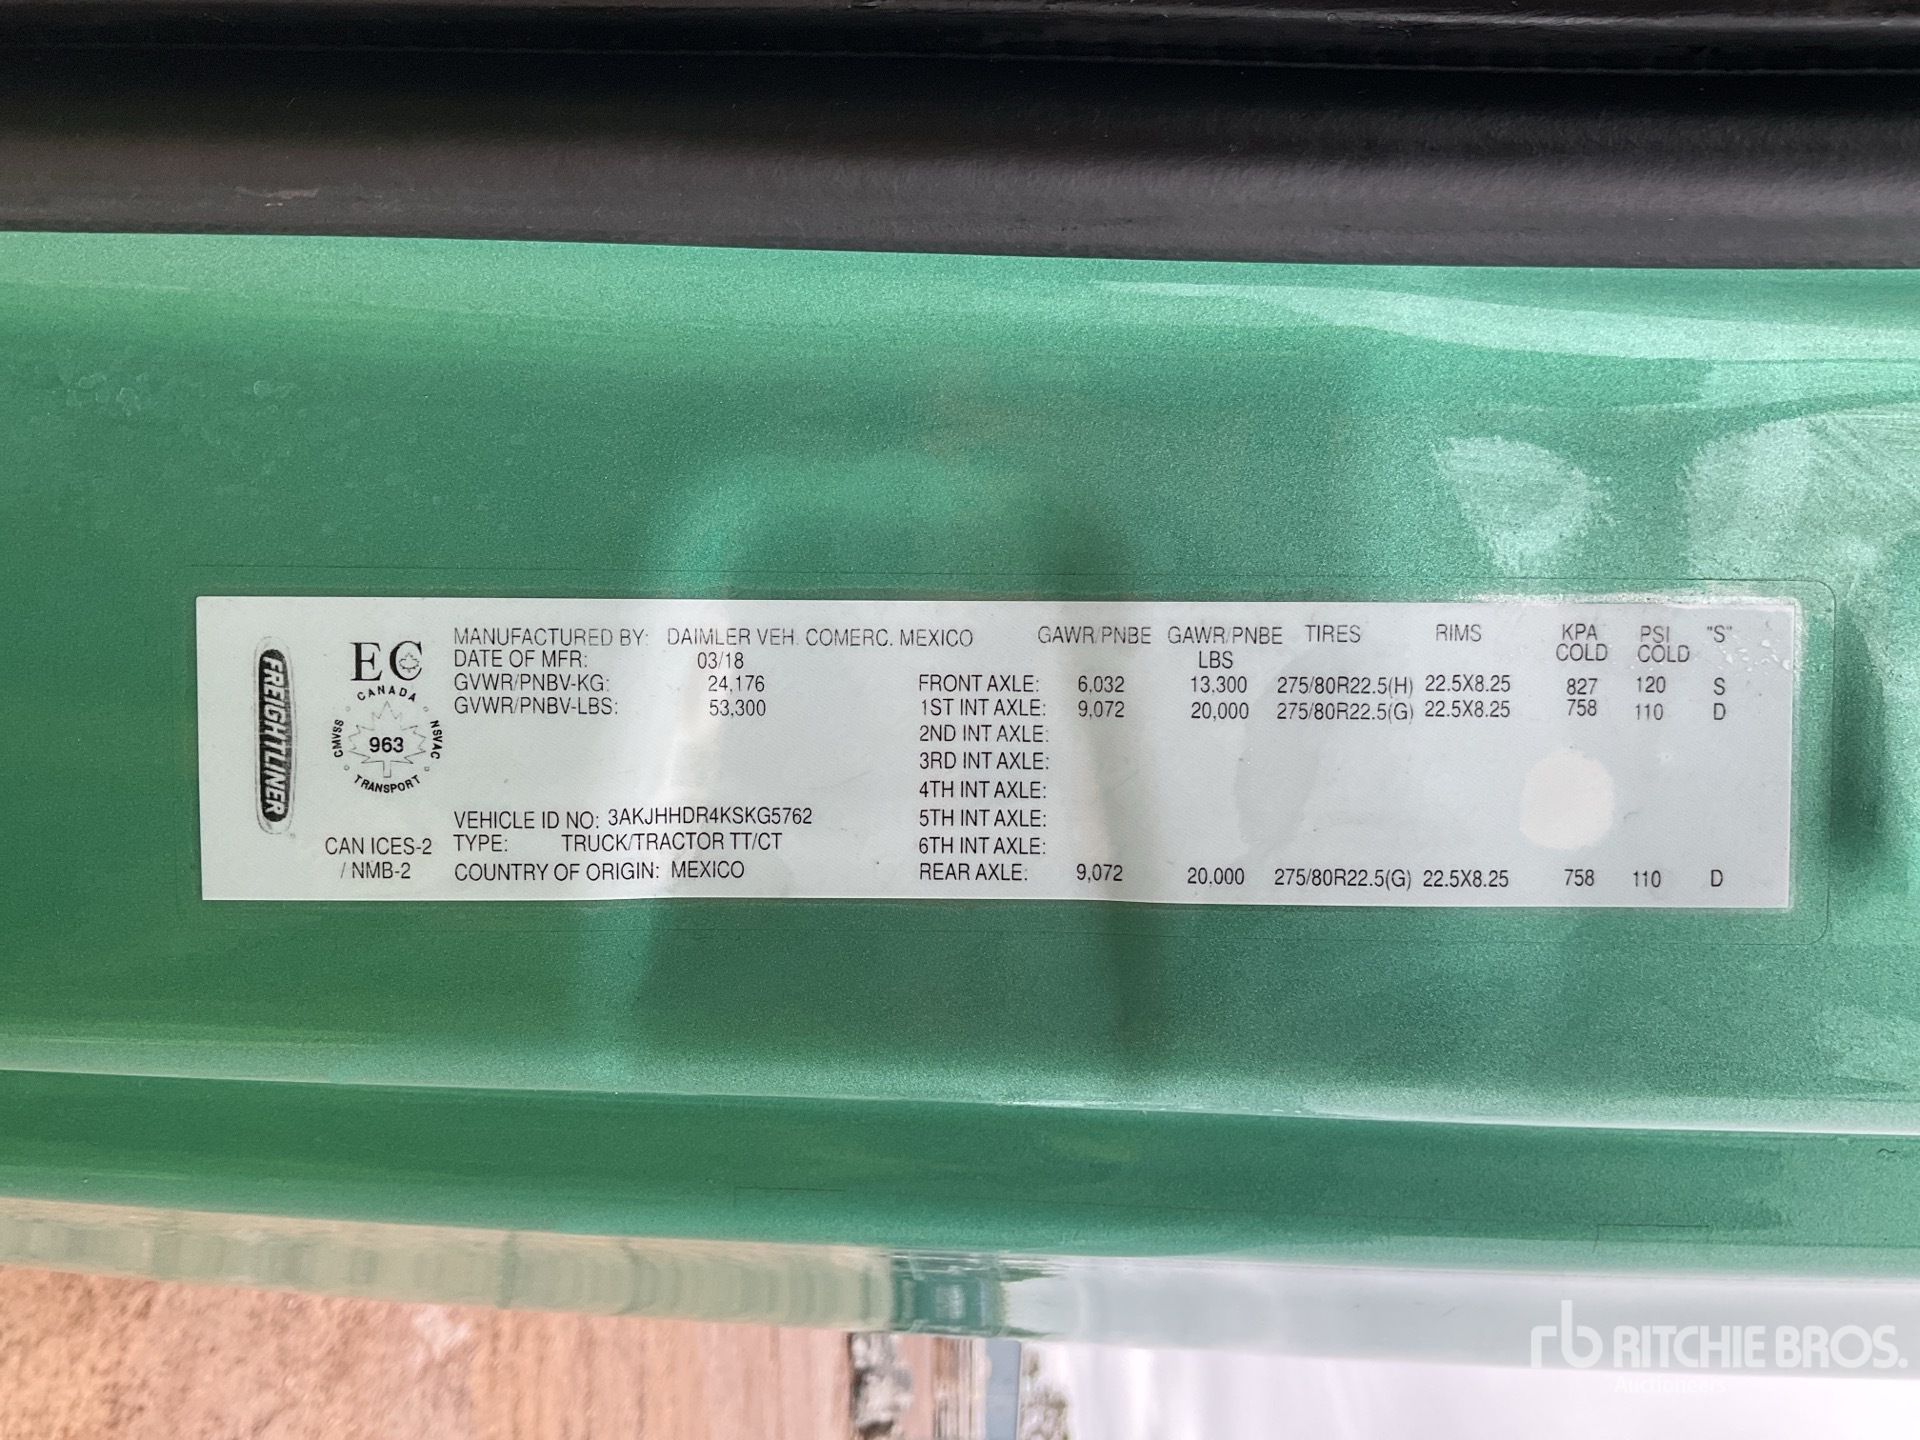 FREIGHTLINER
EC
CANADA
CMVSS
NSVAC
963
TRANSPORT
CAN ICES-2
/ NMB-2
MANUFACTURED BY: DAIMLER VEH. COMERC. MEXICO
DATE OF MFR: 03/18
GVWR/PNBV-KG: 24,176
GVWR/PNBV-LBS: 53,300
VEHICLE ID NO: 3AKJHHDR4KSKG5762
TYPE: TRUCK/TRACTOR TT/CT
COUNTRY OF ORIGIN: MEXICO
GAWR/PNBE GAWR/PNBE TIRES RIMS KPA PSI "S"
LBS COLD COLD
FRONT AXLE: 6,032 13,300 275/80R22.5(H) 22.5X8.25 827 120 S
1ST INT AXLE: 9,072 20,000 275/80R22.5(G) 22.5X8.25 758 110 D
2ND INT AXLE:
3RD INT AXLE:
4TH INT AXLE:
5TH INT AXLE:
6TH INT AXLE:
REAR AXLE: 9,072 20,000 275/80R22.5(G) 22.5X8.25 758 110 D
rb RITCHIE BROS.
Auctioneers